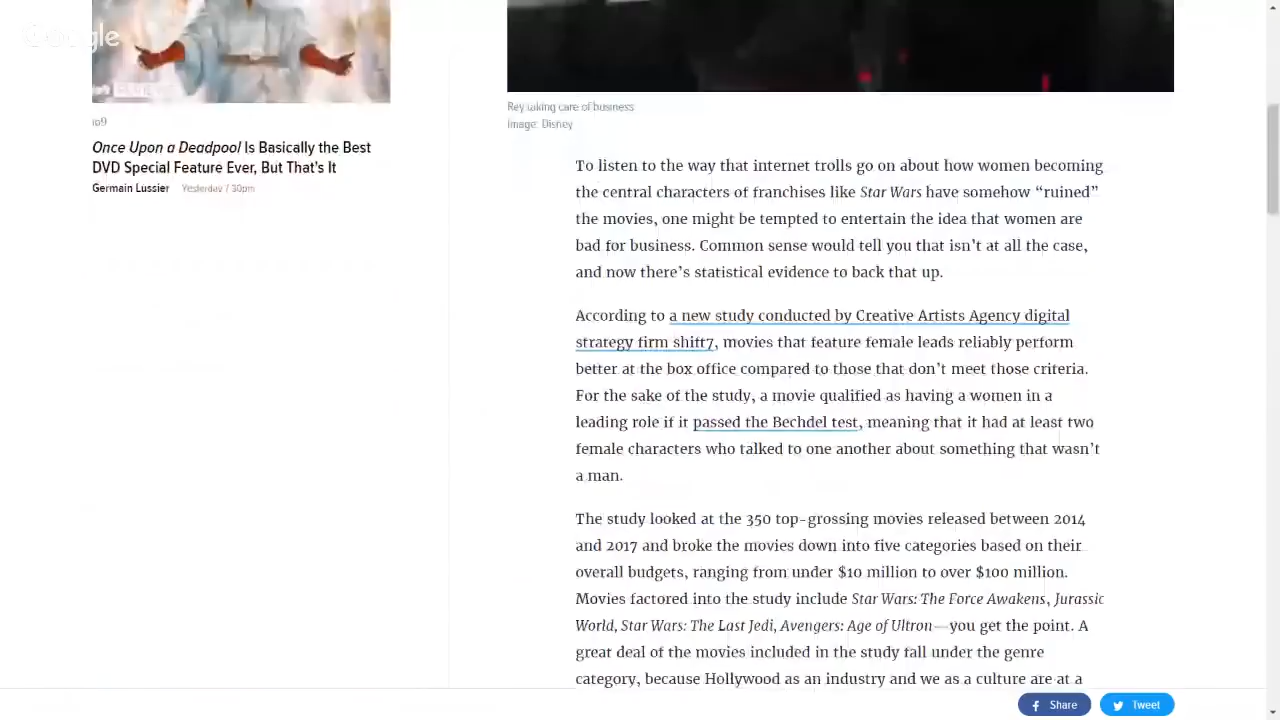 Google
io9
Once Upon a Deadpool Is Basically the Best
DVD Special Feature Ever, But That's It
Germain Lussier Yesterday / 30pm
Rey taking care of business
Image: Disney
To listen to the way that internet trolls go on about how women becoming
the central characters of franchises like Star Wars have somehow “ruined”
the movies, one might be tempted to entertain the idea that women are
bad for business. Common sense would tell you that isn’t at all the case,
and now there’s statistical evidence to back that up.
According to a new study conducted by Creative Artists Agency digital
strategy firm shift7, movies that feature female leads reliably perform
better at the box office compared to those that don’t meet those criteria.
For the sake of the study, a movie qualified as having a women in a
leading role if it passed the Bechdel test, meaning that it had at least two
female characters who talked to one another about something that wasn’t
a man.
The study looked at the 350 top-grossing movies released between 2014
and 2017 and broke the movies down into five categories based on their
overall budgets, ranging from under $10 million to over $100 million.
Movies factored into the study include Star Wars: The Force Awakens, Jurassic
World, Star Wars: The Last Jedi, Avengers: Age of Ultron—you get the point. A
great deal of the movies included in the study fall under the genre
category, because Hollywood as an industry and we as a culture are at a
Share Tweet